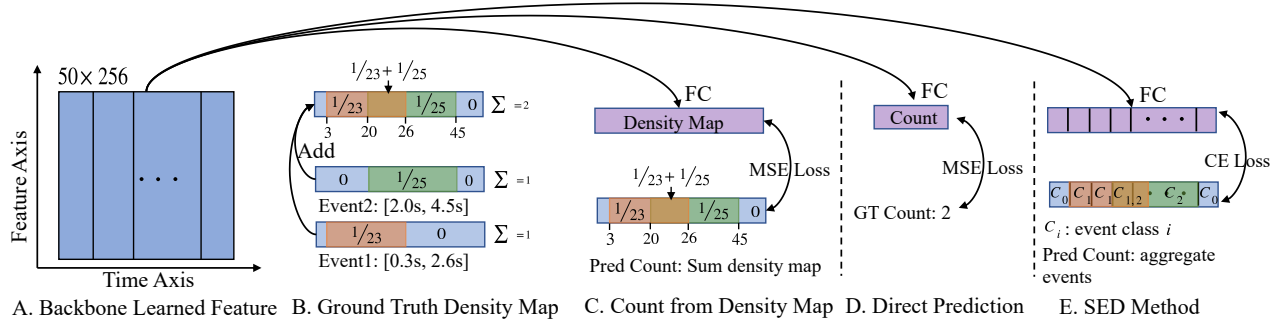 50×256
Feature Axis
. . .
Time Axis
A. Backbone Learned Feature
1/23+1/25
1/23
1/25
0
Σ =2
3
20
26
45
Add
0
1/25
Σ =1
Event2: [2.0s, 4.5s]
1/23
0
Σ =1
Event1: [0.3s, 2.6s]
B. Ground Truth Density Map
FC
Density Map
MSE Loss
1/23+1/25
1/23
1/25
0
3
20
26
45
Pred Count: Sum density map
C. Count from Density Map
FC
Count
MSE Loss
GT Count: 2
D. Direct Prediction
FC
. . .
CE Loss
C0 C1 C1 C1,2 C2 C0
Ci : event class i
Pred Count: aggregate
events
E. SED Method